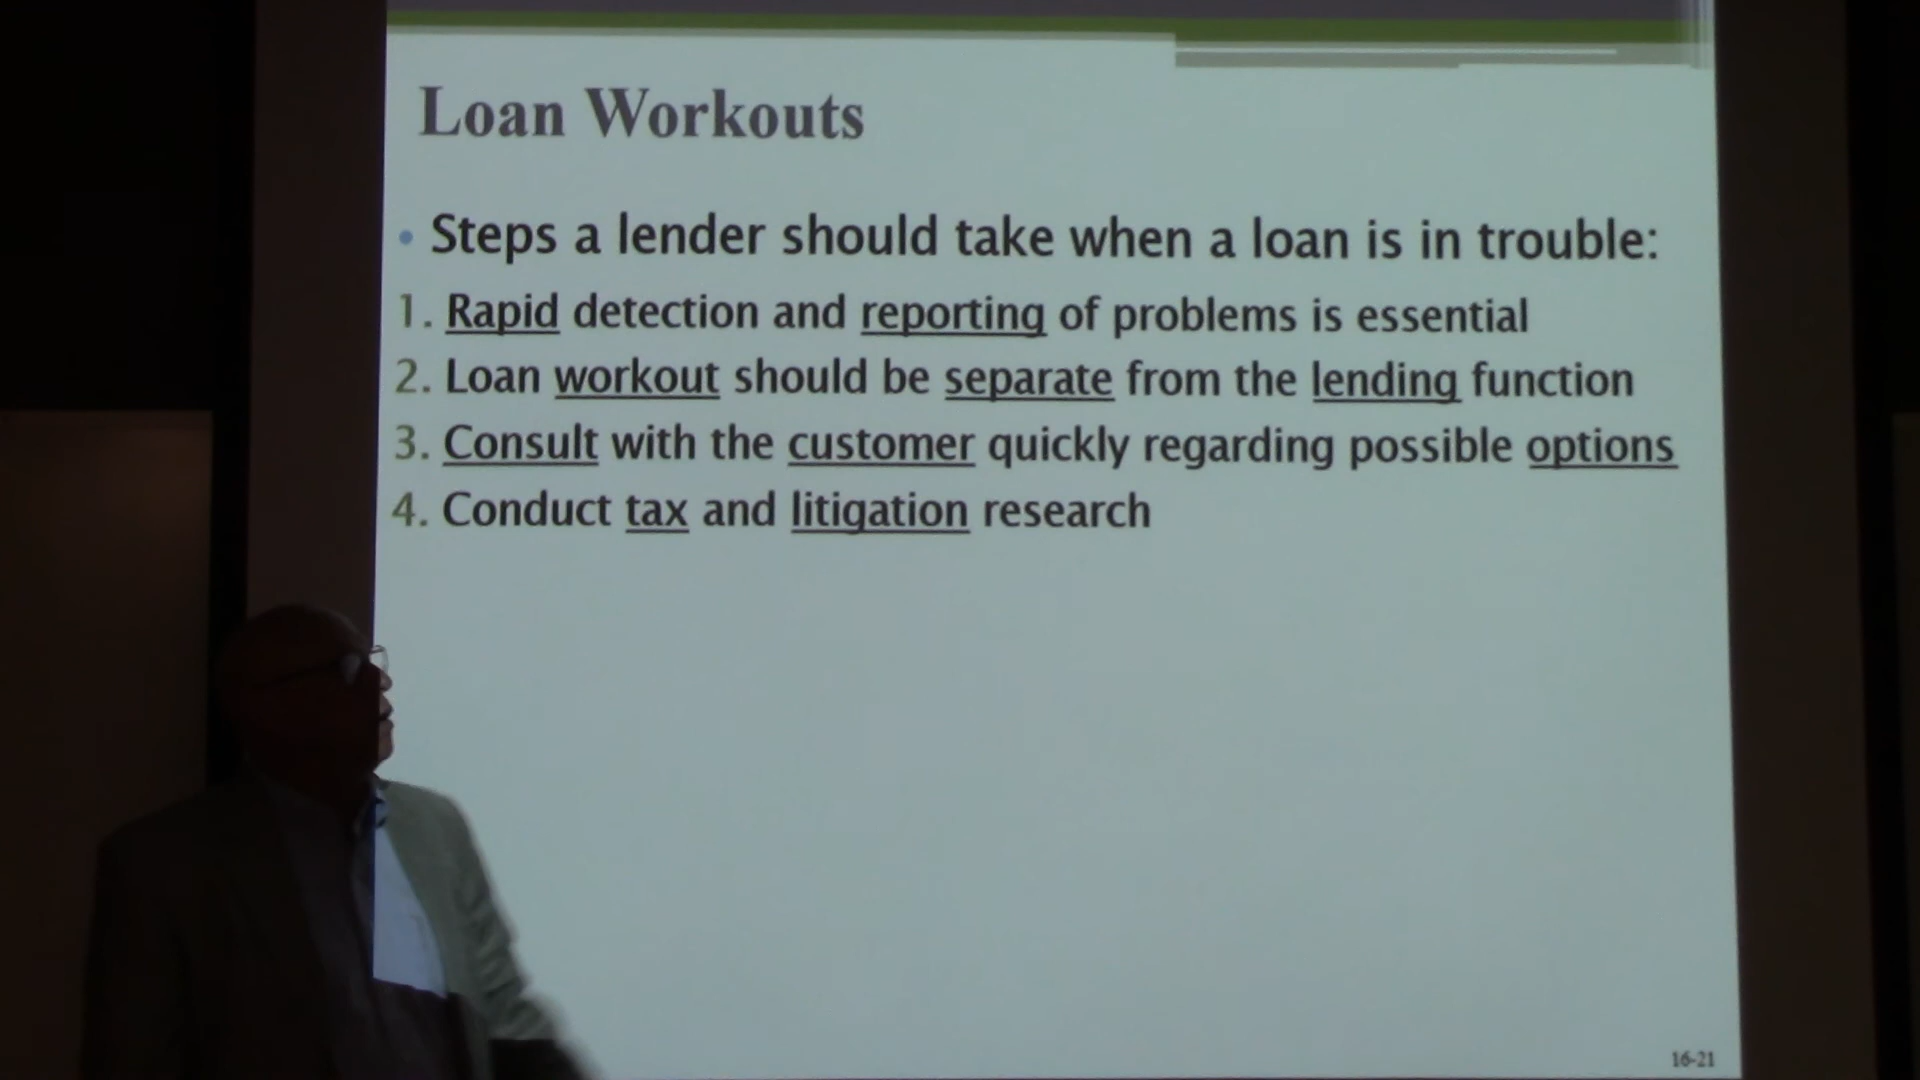 Loan Workouts
• Steps a lender should take when a loan is in trouble:
1. Rapid detection and reporting of problems is essential
2. Loan workout should be separate from the lending function
3. Consult with the customer quickly regarding possible options
4. Conduct tax and litigation research
16-21